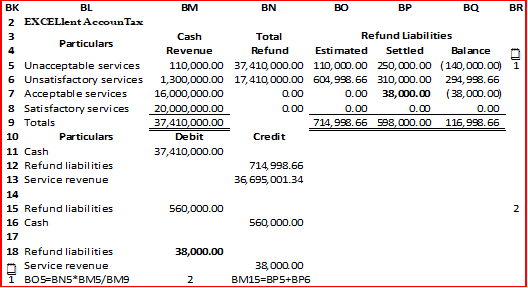 BK BL BM BN BO BP BQ BR
2 EXCELlent AccounTax
3 Particulars Cash Total Refund Liabilities
4 Revenue Refund Estimated Settled Balance
5 Unacceptable services 110,000.00 37,410,000.00 110,000.00 250,000.00 (140,000.00) 1
6 Unsatisfactory services 1,300,000.00 17,410,000.00 604,998.66 310,000.00 294,998.66
7 Acceptable services 16,000,000.00 0.00 0.00 38,000.00 (38,000.00)
8 Satisfactory services 20,000,000.00 0.00 0.00 0.00 0.00
9 Totals 37,410,000.00 714,998.66 598,000.00 116,998.66
10 Particulars Debit Credit
11 Cash 37,410,000.00
12 Refund liabilities 714,998.66
13 Service revenue 36,695,001.34
14
15 Refund liabilities 560,000.00 2
16 Cash 560,000.00
17
18 Refund liabilities 38,000.00
Service revenue 38,000.00
1 BO5=BN5*BM5/BM9 2 BM15=BP5+BP6